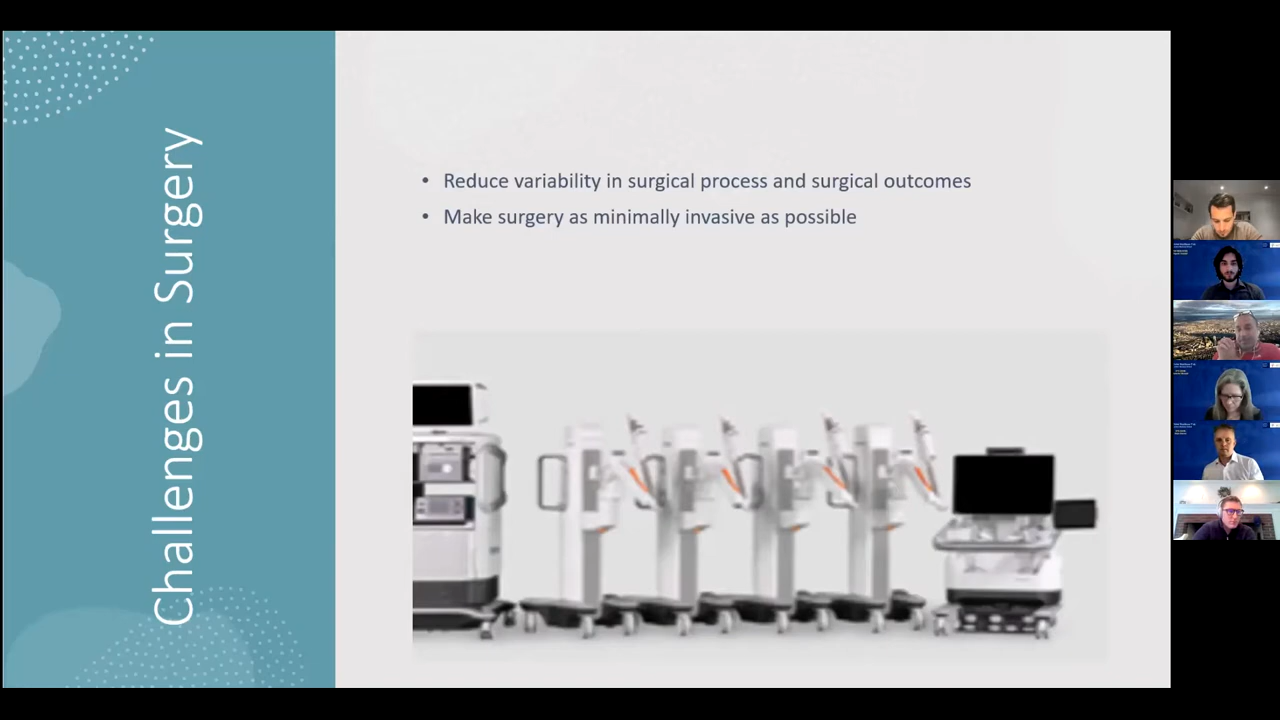 Challenges in Surgery
• Reduce variability in surgical process and surgical outcomes
• Make surgery as minimally invasive as possible